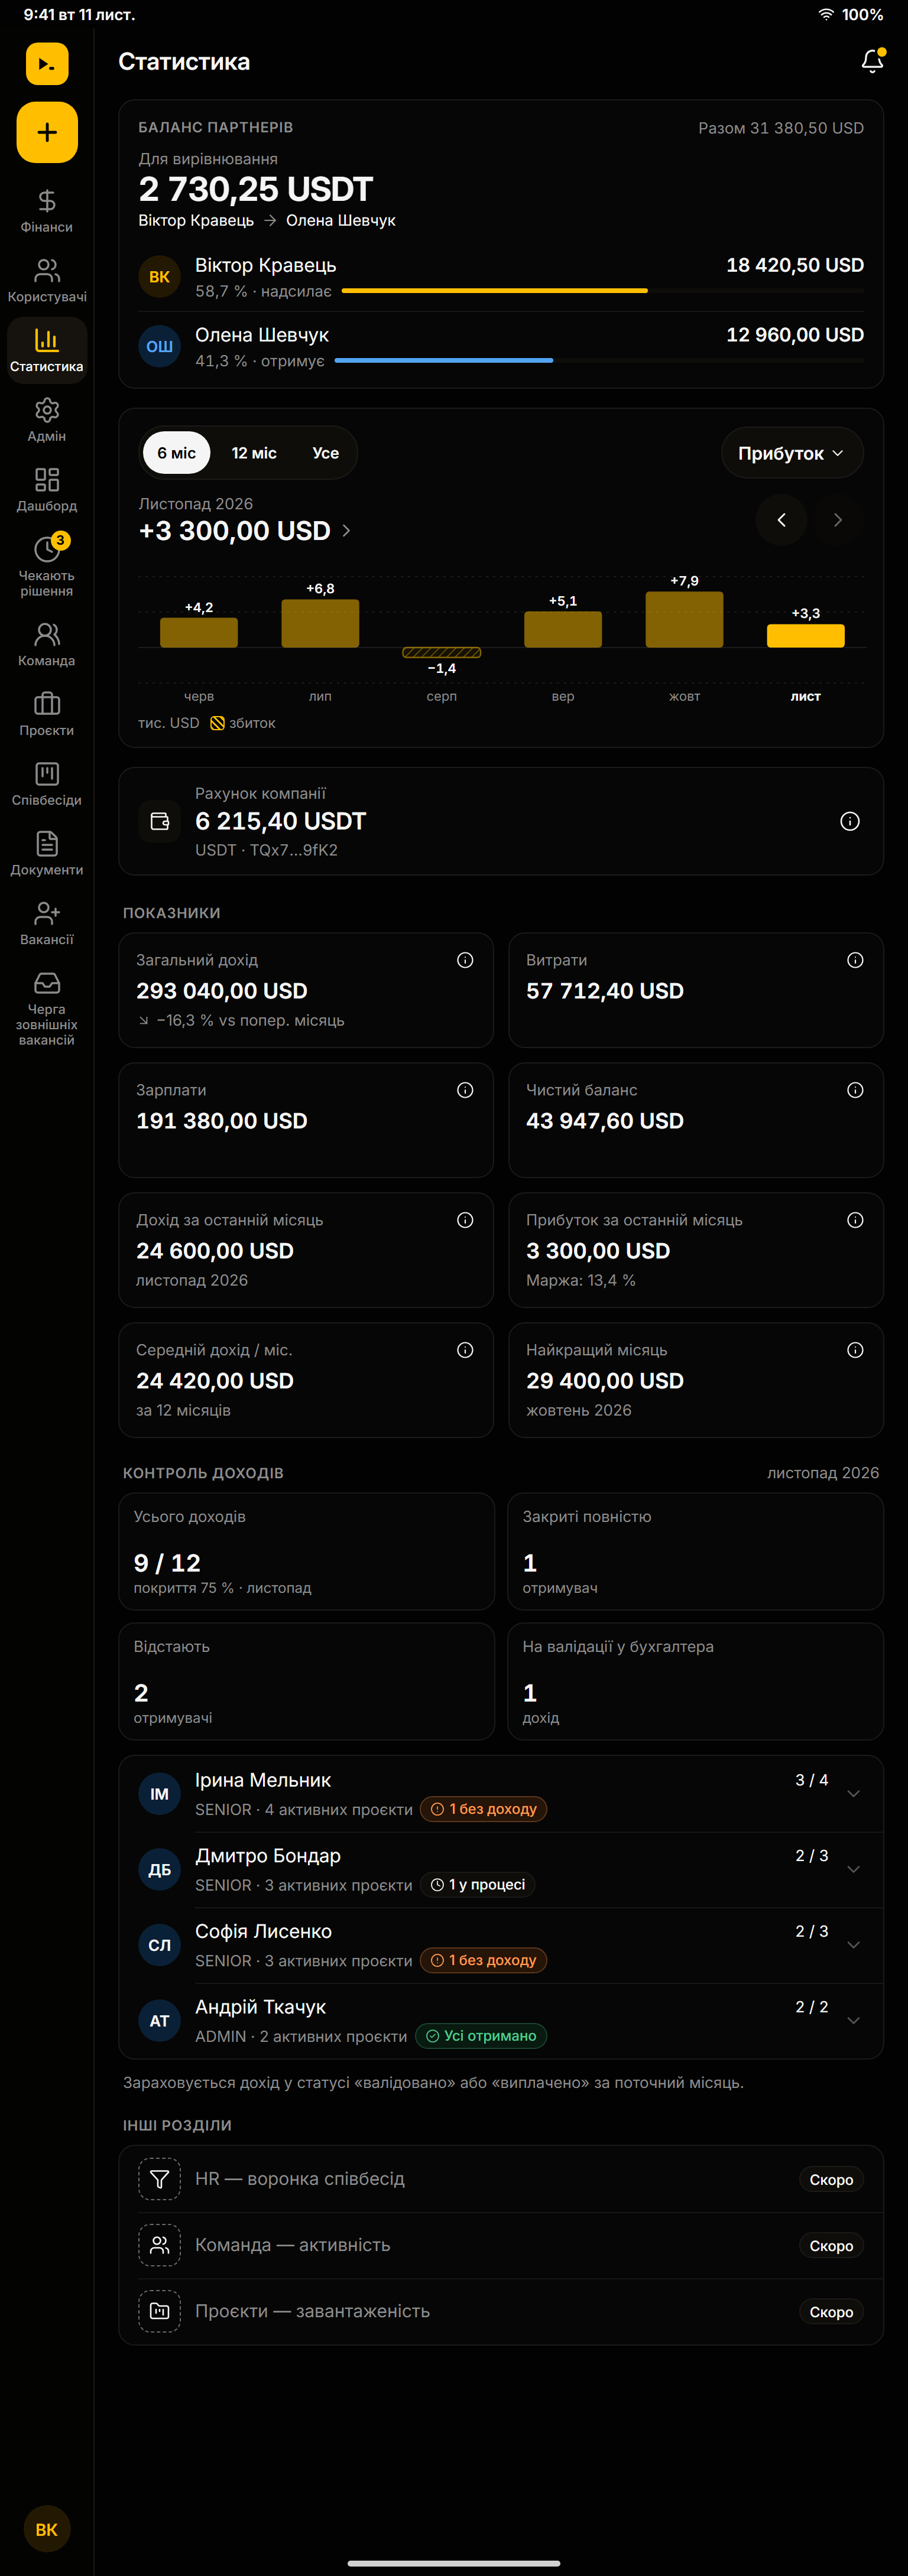 9:41 вт 11 лист.
100%
Статистика
Фінанси
Користувачі
Статистика
Адмін
Дашборд
3
Чекають
рішення
Команда
Проєкти
Співбесіди
Документи
Вакансії
Черга
зовнішніх
вакансій
ВК
БАЛАНС ПАРТНЕРІВ
Разом 31 380,50 USD
Для вирівнювання
2 730,25 USDT
Віктор Кравець → Олена Шевчук
ВК
Віктор Кравець
18 420,50 USD
58,7 % · надсилає
ОШ
Олена Шевчук
12 960,00 USD
41,3 % · отримує
6 міс
12 міс
Усе
Прибуток
Листопад 2026
+3 300,00 USD
+4,2
+6,8
−1,4
+5,1
+7,9
+3,3
черв
лип
серп
вер
жовт
лист
тис. USD
збиток
Рахунок компанії
6 215,40 USDT
USDT · TQx7...9fK2
ПОКАЗНИКИ
Загальний дохід
293 040,00 USD
−16,3 % vs попер. місяць
Витрати
57 712,40 USD
Зарплати
191 380,00 USD
Чистий баланс
43 947,60 USD
Дохід за останній місяць
24 600,00 USD
листопад 2026
Прибуток за останній місяць
3 300,00 USD
Маржа: 13,4 %
Середній дохід / міс.
24 420,00 USD
за 12 місяців
Найкращий місяць
29 400,00 USD
жовтень 2026
КОНТРОЛЬ ДОХОДІВ
листопад 2026
Усього доходів
9 / 12
покриття 75 % · листопад
Закриті повністю
1
отримувач
Відстають
2
отримувачі
На валідації у бухгалтера
1
дохід
ІМ
Ірина Мельник
3 / 4
SENIOR · 4 активних проєкти
1 без доходу
ДБ
Дмитро Бондар
2 / 3
SENIOR · 3 активних проєкти
1 у процесі
СЛ
Софія Лисенко
2 / 3
SENIOR · 3 активних проєкти
1 без доходу
АТ
Андрій Ткачук
2 / 2
ADMIN · 2 активних проєкти
Усі отримано
Зараховується дохід у статусі «валідовано» або «виплачено» за поточний місяць.
ІНШІ РОЗДІЛИ
HR — воронка співбесід
Скоро
Команда — активність
Скоро
Проєкти — завантаженість
Скоро